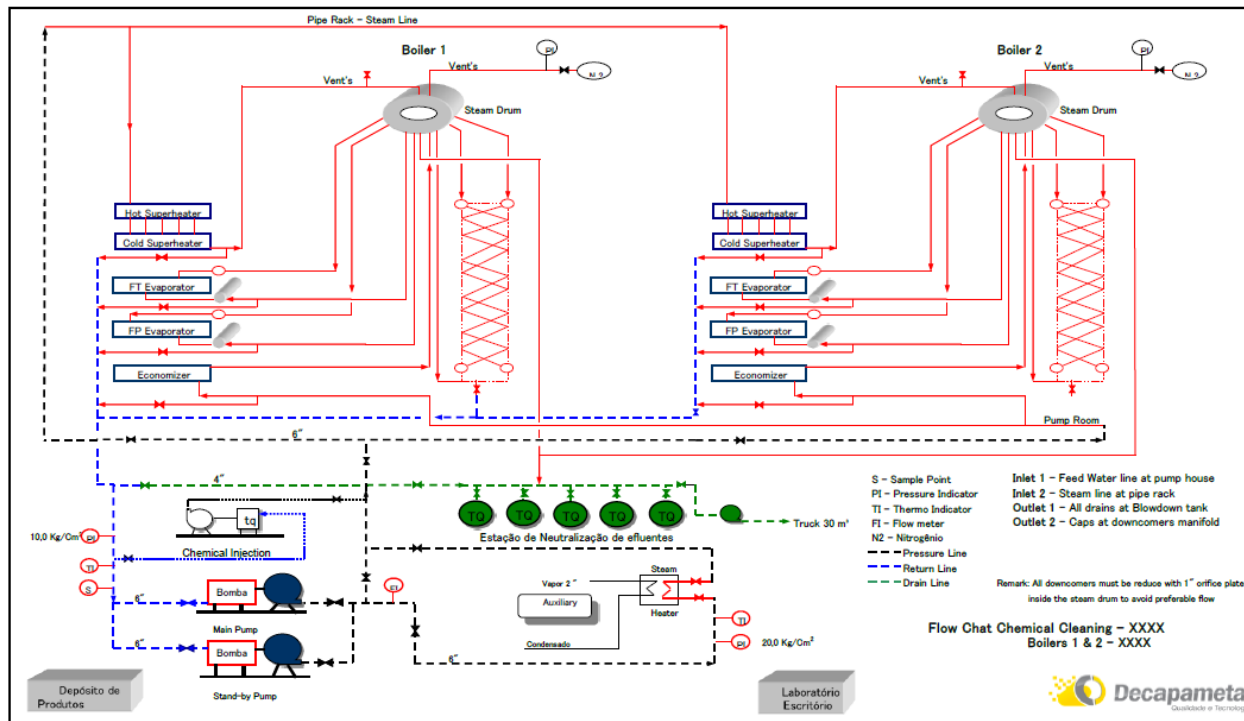 Pipe Rack - Steam Line
Boiler 1
PI
Vent's
N 2
Vent's
Steam Drum
Hot Superheater
Cold Superheater
FT Evaporator
FP Evaporator
Economizer
Boiler 2
PI
Vent's
N 2
Vent's
Steam Drum
Hot Superheater
Cold Superheater
FT Evaporator
FP Evaporator
Economizer
Pump Room
6"
4"
tq
Chemical Injection
10,0 Kg/Cm²
PI
TI
S
TQ
TQ
TQ
TQ
TQ
Truck 30 m³
Estação de Neutralização de efluentes
S - Sample Point
PI - Pressure Indicator
TI - Thermo Indicator
FI - Flow meter
N2 - Nitrogênio
Pressure Line
Return Line
Drain Line
Inlet 1 - Feed Water line at pump house
Inlet 2 - Steam line at pipe rack
Outlet 1 - All drains at Blowdown tank
Outlet 2 - Caps at downcomers manifold
Remark: All downcomers must be reduce with 1" orifice plate
inside the steam drum to avoid preferable flow
6"
Bomba
Main Pump
6"
Bomba
Stand-by Pump
FI
Vapor 2"
Steam
Auxiliary
Heater
Condensado
TI
PI
20,0 Kg/Cm²
6"
Flow Chat Chemical Cleaning - XXXX
Boilers 1 & 2 - XXXX
Depósito de
Produtos
Laboratório
Escritório
Decapameta
Qualidade e Tecnolog